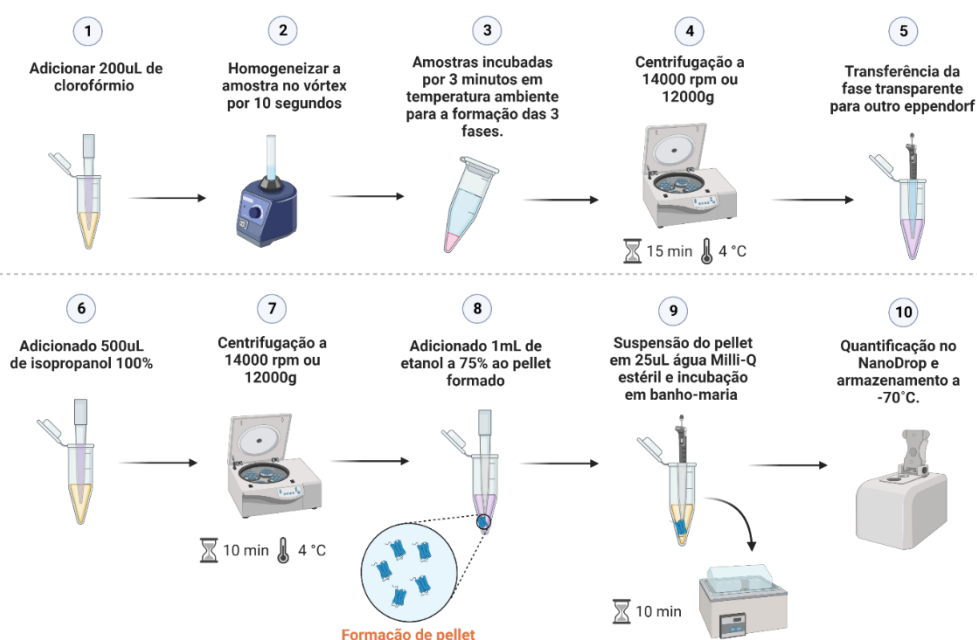 1
Adicionar 200uL de
clorofórmio
2
Homogeneizar a
amostra no vórtex
por 10 segundos
3
Amostras incubadas
por 3 minutos em
temperatura ambiente
para a formação das 3
fases.
4
Centrifugação a
14000 rpm ou
12000g
15 min 4 °C
5
Transferência da
fase transparente
para outro eppendorf
6
Adicionado 500uL
de isopropanol 100%
7
Centrifugação a
14000 rpm ou
12000g
10 min 4 °C
8
Adicionado 1mL de
etanol a 75% ao pellet
formado
Formação de pellet
9
Suspensão do pellet
em 25uL água Milli-Q
estéril e incubação
em banho-maria
10 min
10
Quantificação no
NanoDrop e
armazenamento a
-70°C.